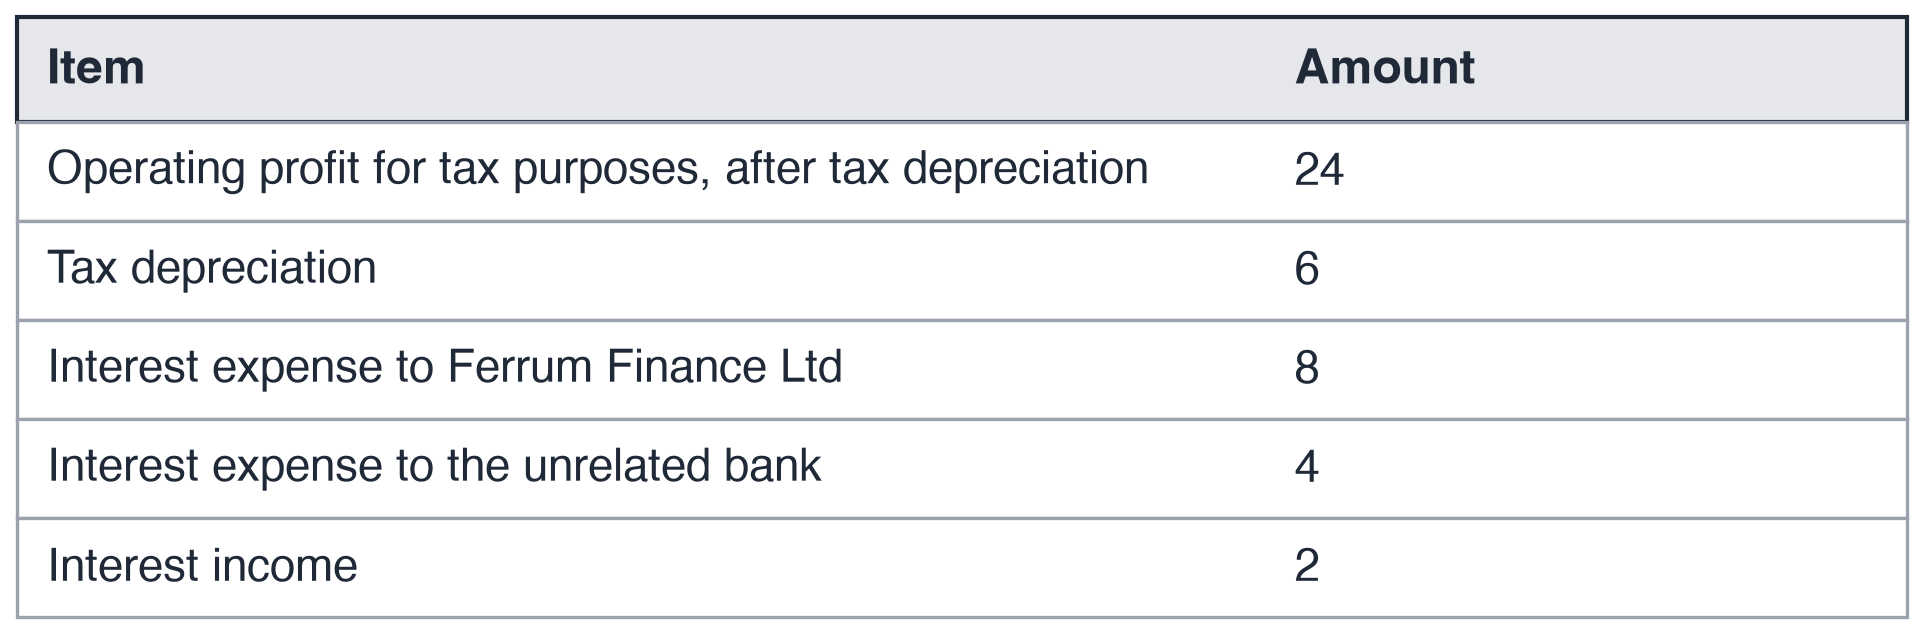 Item Amount
Operating profit for tax purposes, after tax depreciation 24
Tax depreciation 6
Interest expense to Ferrum Finance Ltd 8
Interest expense to the unrelated bank 4
Interest income 2